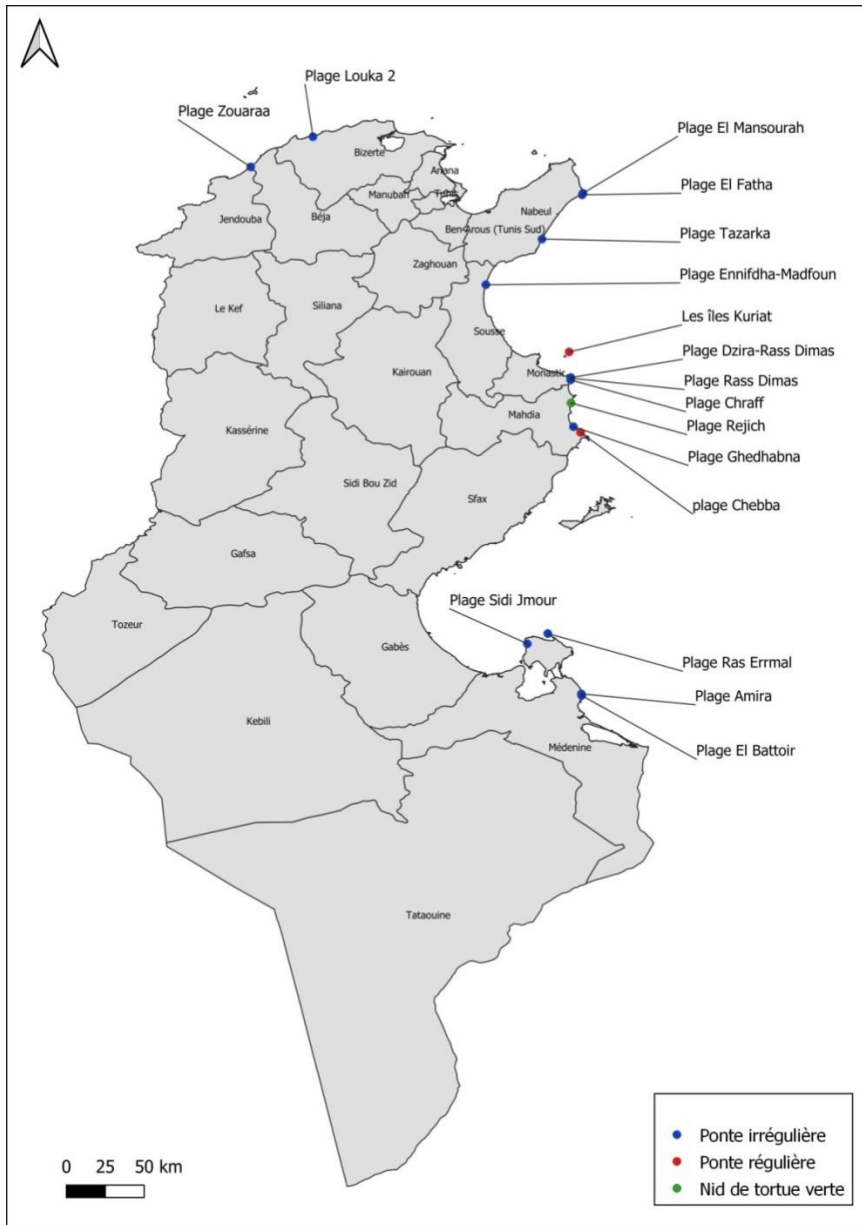 Plage Louka 2
Plage Zouaraa
Plage El Mansourah
Plage El Fatha
Plage Tazarka
Plage Ennifdha-Madfoun
Les îles Kuriat
Plage Dzira-Rass Dimas
Plage Rass Dimas
Plage Chraff
Plage Rejich
Plage Ghedhabna
plage Chebba
Bizerte
Ariana
Tunis
Manubah
Nabeul
Jendouba
Béja
Ben Arous (Tunis Sud)
Zaghouan
Le Kef
Siliana
Sousse
Kairouan
Monastir
Mahdia
Kassérine
Sidi Bou Zid
Sfax
Gafsa
Tozeur
Gabès
Plage Sidi Jmour
Plage Ras Errmal
Plage Amira
Plage El Battoir
Kebili
Médenine
Tataouine
0 25 50 km
Ponte irrégulière
Ponte régulière
Nid de tortue verte